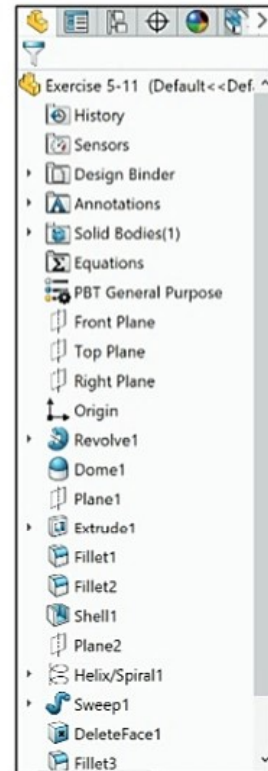 Exercise 5-11 (Default<<Def.
History
Sensors
Design Binder
Annotations
Solid Bodies(1)
Equations
PBT General Purpose
Front Plane
Top Plane
Right Plane
Origin
Revolve1
Dome1
Plane1
Extrude1
Fillet1
Fillet2
Shell1
Plane2
Helix/Spiral1
Sweep1
DeleteFace1
Fillet3